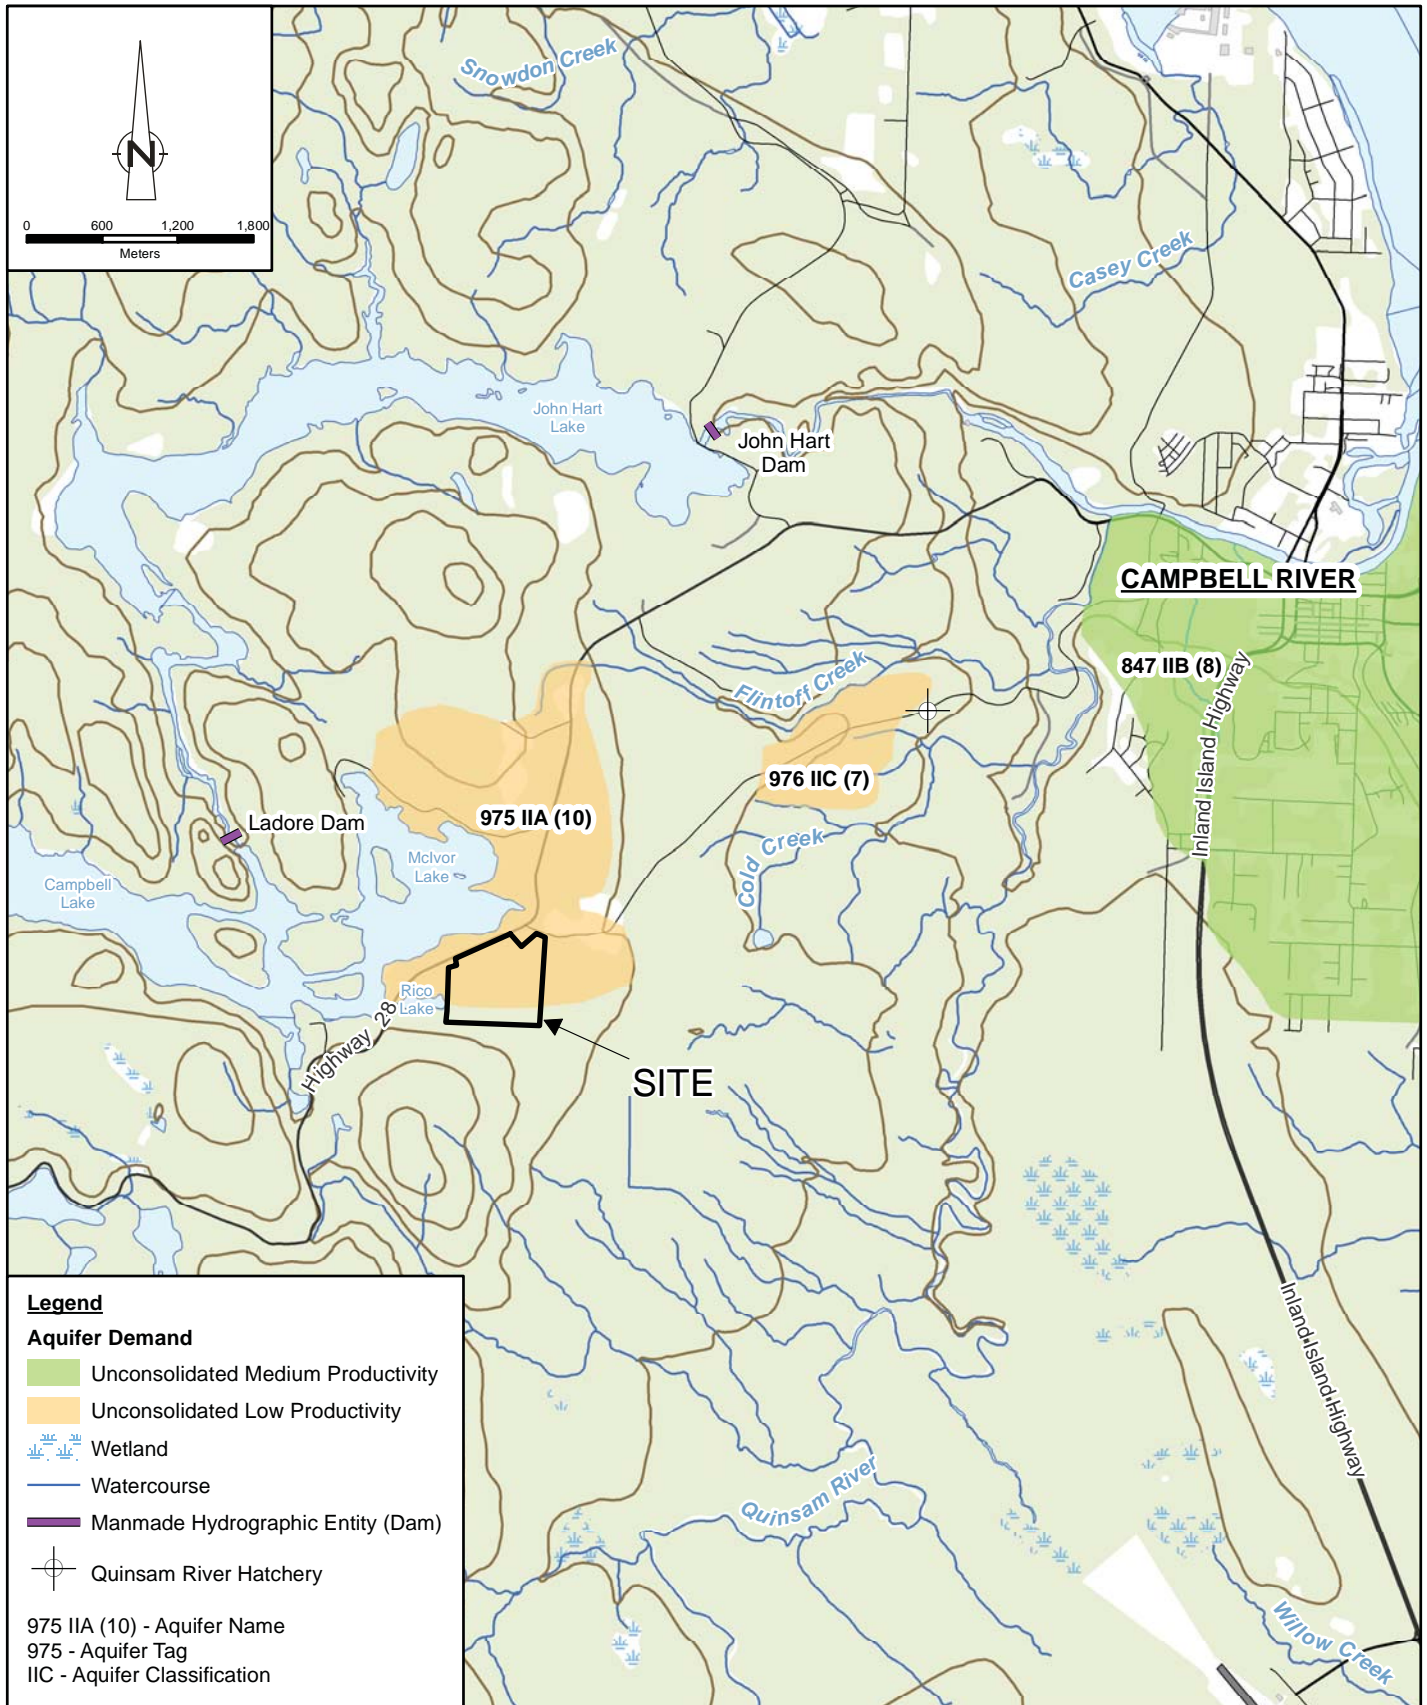 N
0 600 1,200 1,800
Meters
Snowdon Creek
Casey Creek
John Hart
Lake
John Hart
Dam
CAMPBELL RIVER
847 IIB (8)
Inland Island Highway
Flintoff Creek
976 IIC (7)
975 IIA (10)
Ladore Dam
McIvor
Lake
Cold Creek
Campbell
Lake
Rico
Lake
Highway 28
SITE
Inland Island Highway
Quinsam River
Willow Creek
Legend
Aquifer Demand
Unconsolidated Medium Productivity
Unconsolidated Low Productivity
Wetland
Watercourse
Manmade Hydrographic Entity (Dam)
Quinsam River Hatchery
975 IIA (10) - Aquifer Name
975 - Aquifer Tag
IIC - Aquifer Classification